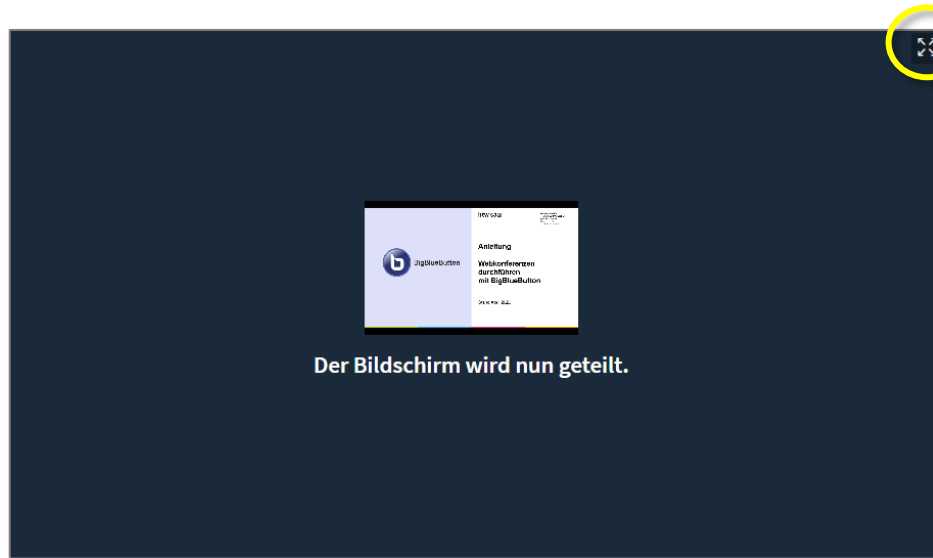 BigBlueButton
Anleitung
Webkonferenzen
durchführen
mit BigBlueButton
Der Bildschirm wird nun geteilt.